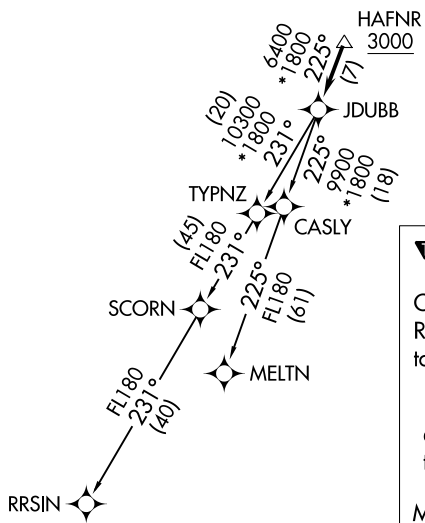 HAFNR
3000
6400
*1800
225°
(7)
JDUBB
(20)
10300
*1800
231°
225°
9900
*1800
(18)
TYPNZ
CASLY
(45)
FL180
231°
225°
FL180
(61)
SCORN
MELTN
FL180
231°
(40)
RRSIN